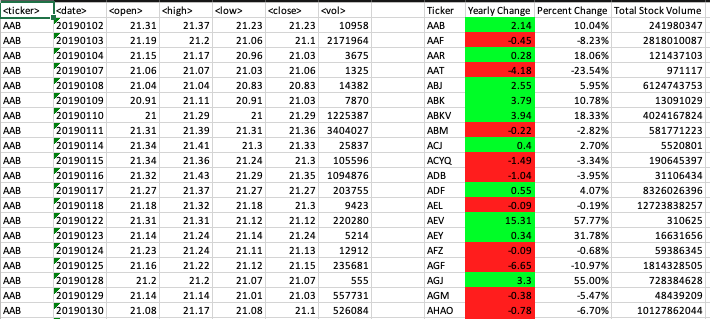 <ticker> <date> <open> <high> <low> <close> <vol> Ticker Yearly Change Percent Change Total Stock Volume
AAB 20190102 21.31 21.37 21.23 21.23 10958 AAB 2.14 10.04% 241980347
AAB 20190103 21.19 21.2 21.06 21.1 2171964 AAF -0.45 -8.23% 2818010087
AAB 20190104 21.15 21.17 20.96 21.03 3675 AAR 0.28 18.06% 121437103
AAB 20190107 21.06 21.07 21.03 21.06 1325 AAT -4.18 -23.54% 971117
AAB 20190108 21.04 21.04 20.83 20.83 14382 ABJ 2.55 5.95% 6124743753
AAB 20190109 20.91 21.11 20.91 21.03 7870 ABK 3.79 10.78% 13091029
AAB 20190110 21 21.29 21 21.29 1225387 ABKV 3.94 18.33% 4024167824
AAB 20190111 21.31 21.39 21.31 21.36 3404027 ABM -0.22 -2.82% 581771223
AAB 20190114 21.34 21.41 21.3 21.33 25837 ACJ 0.4 2.70% 5520801
AAB 20190115 21.34 21.36 21.24 21.3 105596 ACYQ -1.49 -3.34% 190645397
AAB 20190116 21.32 21.43 21.29 21.35 1094876 ADB -1.04 -3.95% 31106434
AAB 20190117 21.27 21.37 21.27 21.27 203755 ADF 0.55 4.07% 8326026396
AAB 20190118 21.18 21.32 21.18 21.3 9423 AEL -0.09 -0.19% 12723838257
AAB 20190122 21.31 21.31 21.12 21.12 220280 AEV 15.31 57.77% 310625
AAB 20190123 21.14 21.24 21.14 21.24 5214 AEY 0.34 31.78% 16631656
AAB 20190124 21.23 21.24 21.11 21.13 12912 AFZ -0.09 -0.68% 59386345
AAB 20190125 21.16 21.22 21.12 21.15 235681 AGF -6.65 -10.97% 1814328505
AAB 20190128 21.2 21.2 21.07 21.07 555 AGJ 3.3 55.00% 728384628
AAB 20190129 21.14 21.14 21.01 21.03 557731 AGM -0.38 -5.47% 48439209
AAB 20190130 21.08 21.17 21.08 21.1 526084 AHAO -0.78 -6.70% 10127862044